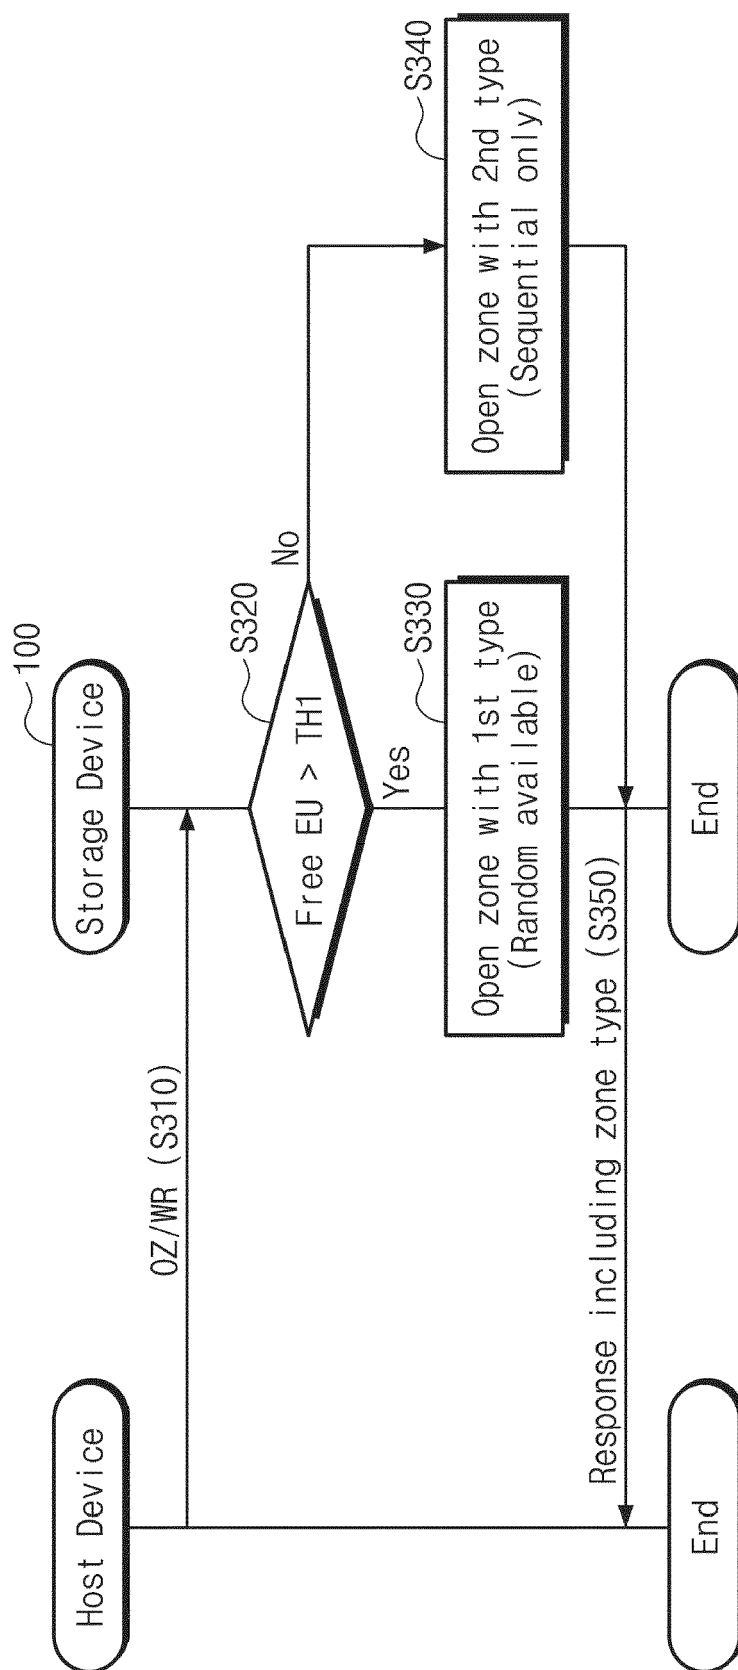 Host Device
Storage Device
100
OZ/WR (S310)
Free EU > TH1
S320
No
Yes
Open zone with 1st type
(Random available)
S330
Open zone with 2nd type
(Sequential only)
S340
Response including zone type (S350)
End
End